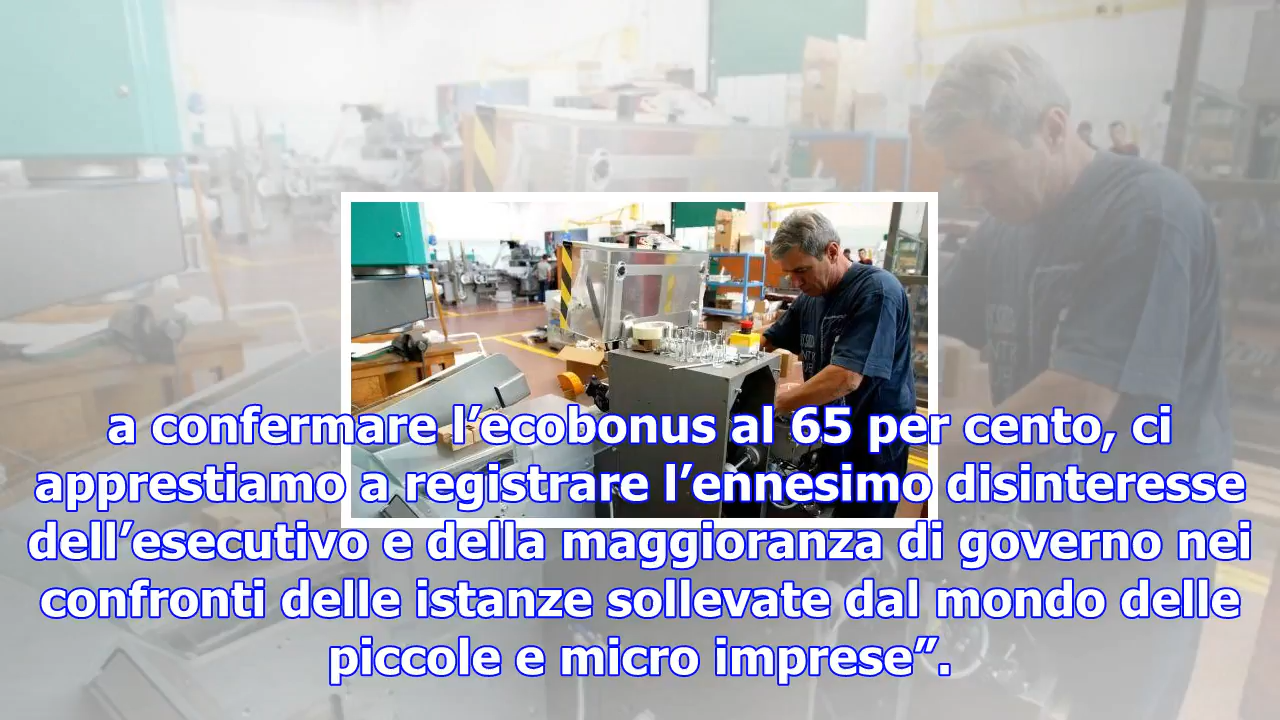 a confermare l’ecobonus al 65 per cento, ci
apprestiamo a registrare l’ennesimo disinteresse
dell’esecutivo e della maggioranza di governo nei
confronti delle istanze sollevate dal mondo delle
piccole e micro imprese”.